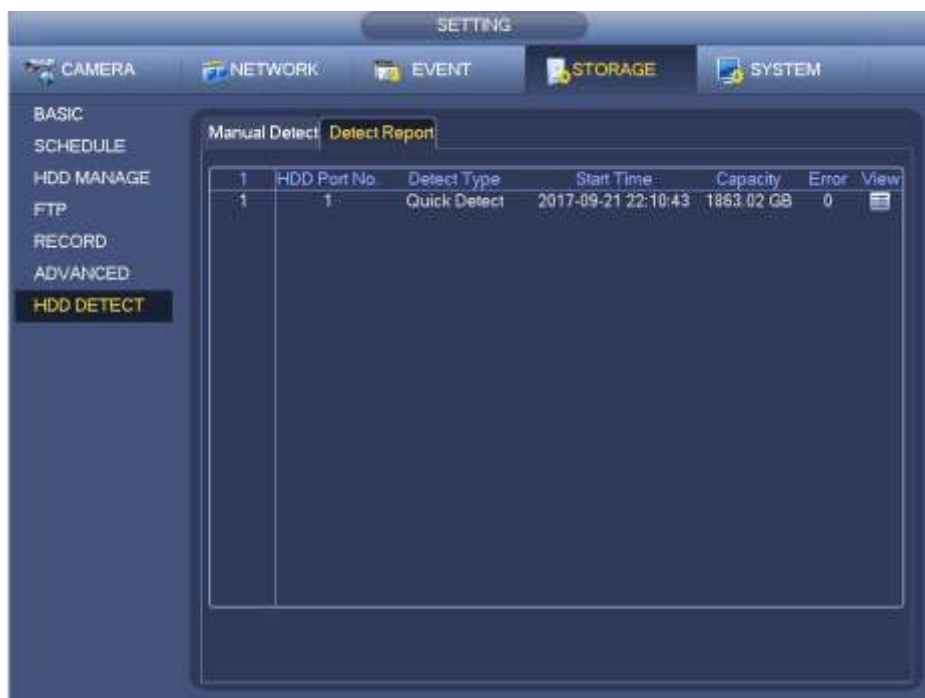 SETTING
CAMERA NETWORK EVENT STORAGE SYSTEM
BASIC
SCHEDULE
HDD MANAGE
FTP
RECORD
ADVANCED
HDD DETECT
Manual Detect Detect Report
1 HDD Port No. Detect Type Start Time Capacity Error View
1 1 Quick Detect 2017-09-21 22:10:43 1863.02 GB 0